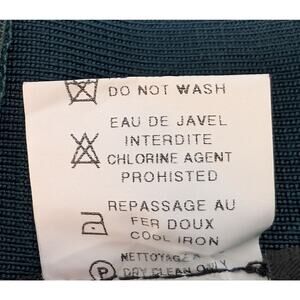 DO NOT WASH
EAU DE JAVEL
INTERDITE
CHLORINE AGENT
PROHISTED
REPASSAGE AU
FER DOUX
COOL IRON
P NETTOYAGE A
DRY CLEAN ONLY